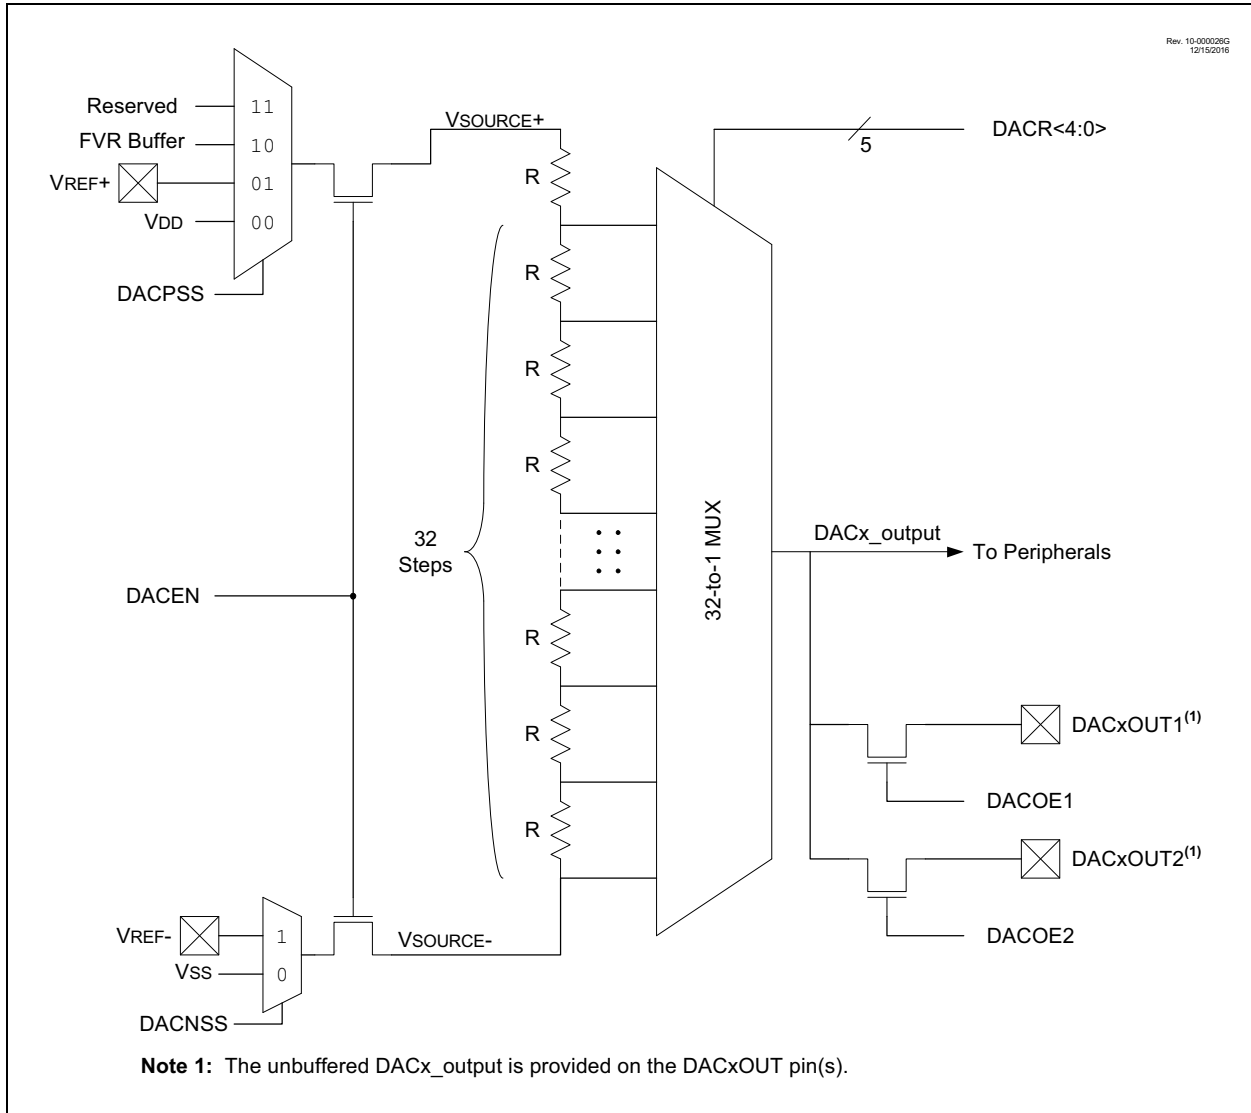 Rev. 10-000026G
12/15/2016
Reserved
11
FVR Buffer
10
VREF+
01
VDD
00
DACPSS
VSOURCE+
R
R
R
R
DACR<4:0>
5
32
Steps
32-to-1 MUX
DACx_output
To Peripherals
DACEN
R
R
R
DACxOUT1(1)
DACOE1
DACxOUT2(1)
DACOE2
VREF-
1
VSS
0
VSOURCE-
DACNSS
Note 1: The unbuffered DACx_output is provided on the DACxOUT pin(s).